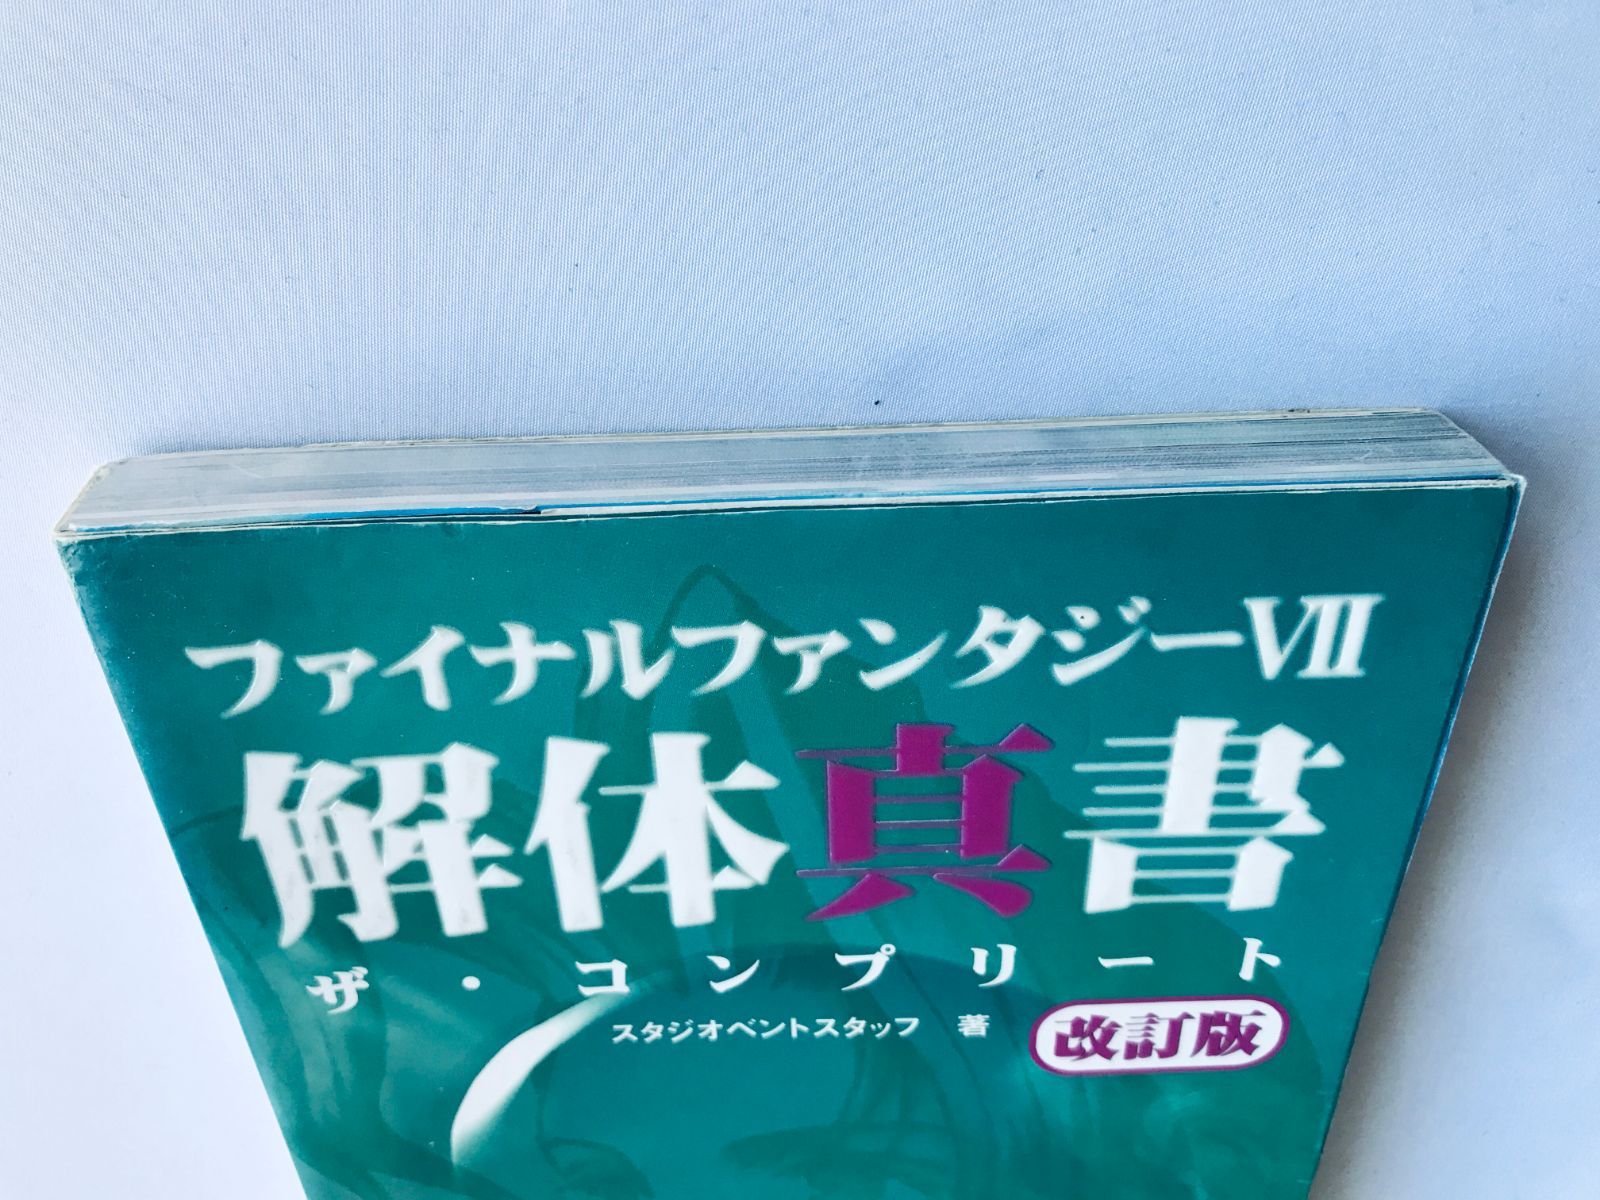 ファイナルファンタジーVII
解体真書
ザ・コンプリート
スタジオベントスタッフ 著
改訂版